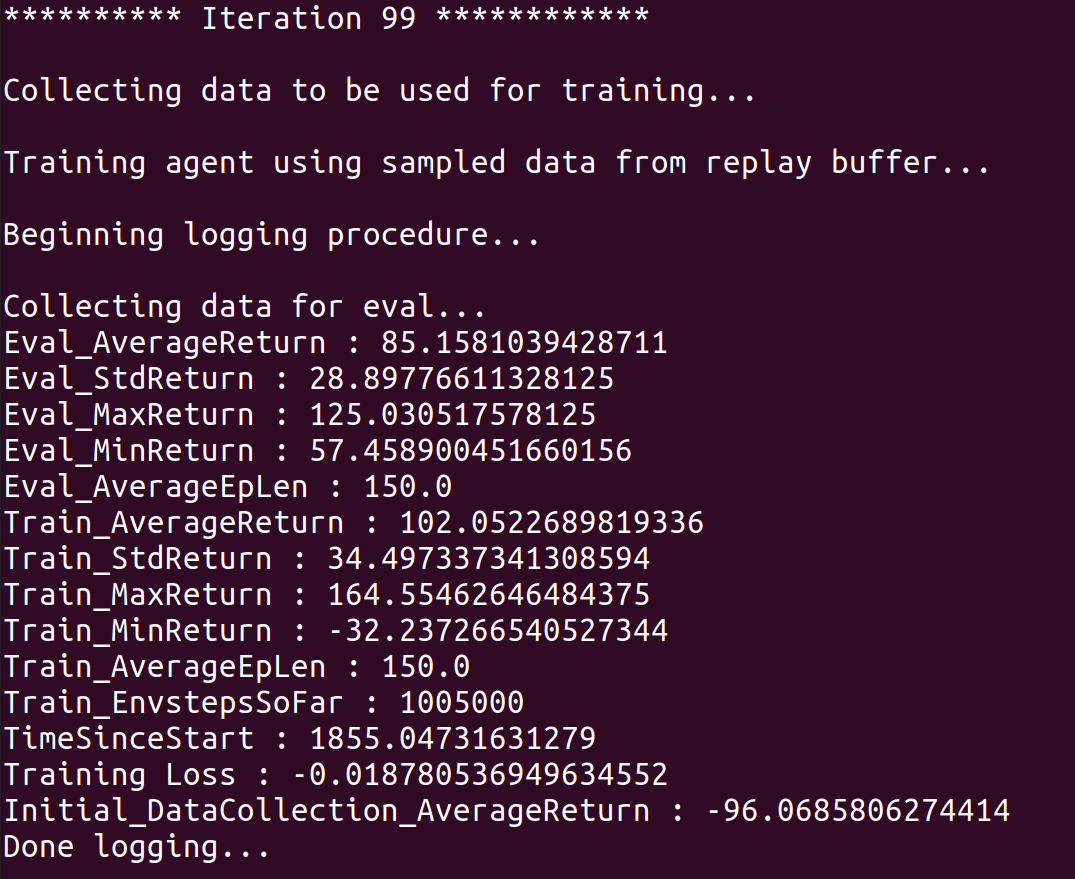 ********** Iteration 99 ************
Collecting data to be used for training...
Training agent using sampled data from replay buffer...
Beginning logging procedure...
Collecting data for eval...
Eval_AverageReturn : 85.1581039428711
Eval_StdReturn : 28.89776611328125
Eval_MaxReturn : 125.030517578125
Eval_MinReturn : 57.458900451660156
Eval_AverageEpLen : 150.0
Train_AverageReturn : 102.0522689819336
Train_StdReturn : 34.497337341308594
Train_MaxReturn : 164.55462646484375
Train_MinReturn : -32.237266540527344
Train_AverageEpLen : 150.0
Train_EnvstepsSoFar : 1005000
TimeSinceStart : 1855.04731631279
Training Loss : -0.018780536949634552
Initial_DataCollection_AverageReturn : -96.0685806274414
Done logging...